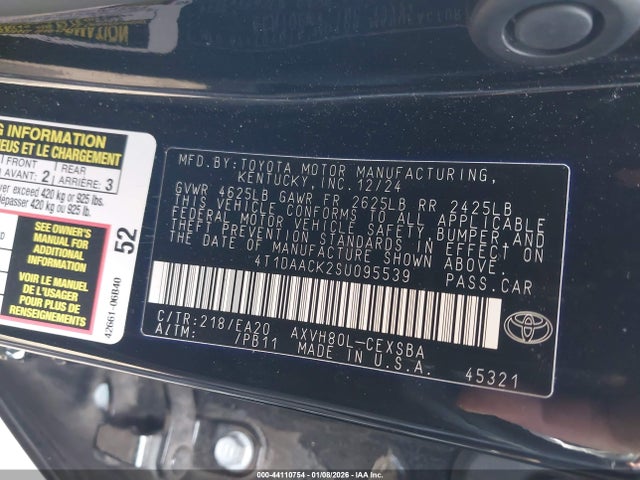 G INFORMATION
EUS ET LE CHARGEMENT
FRONT
AVANT: 2
1 REAR
ARRIÈRE: 3
ver exceed 420 kg or 925 lbs.
dépasser 420 kg ou 925 lb.
SEE OWNER'S
MANUAL FOR
ADDITIONAL
INFORMATION
VOIR LE MANUEL
DE L'USAGER
POUR PLUS DE
RENSEIGNEMENTS
52
42661-06B40
MFD. BY: TOYOTA MOTOR MANUFACTURING,
KENTUCKY, INC. 12/24
GVWR 4625LB GAWR FR 2625LB RR 2425LB
THIS VEHICLE CONFORMS TO ALL APPLICABLE
FEDERAL MOTOR VEHICLE SAFETY, BUMPER, AND
THEFT PREVENTION STANDARDS IN EFFECT ON
THE DATE OF MANUFACTURE SHOWN ABOVE.
4T1DAACK2SU095539 PASS. CAR
C/TR: 218/EA20 AXVH80L-CEXSBA
A/TM: /PB11 MADE IN U.S.A.
45321
TOYOTA
000-44110754 - 01/08/2026 - IAA Inc.